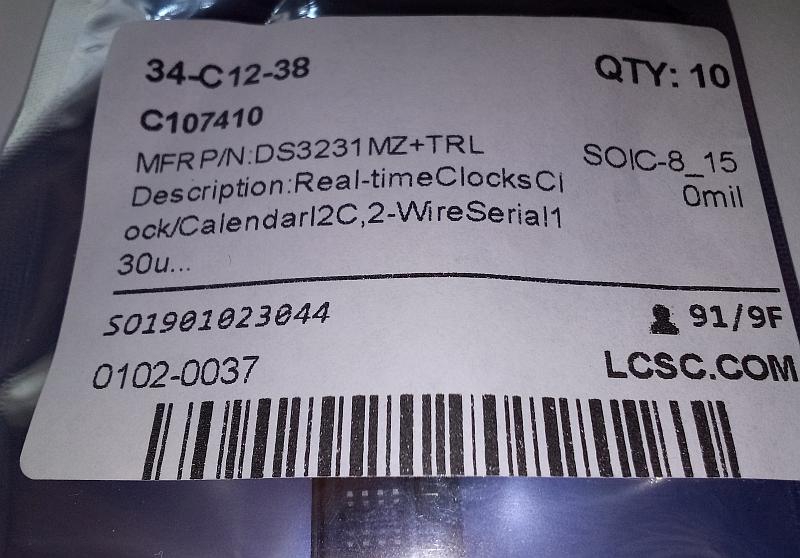 34-C12-38 QTY: 10
C107410
MFR P/N:DS3231MZ+TRL SOIC-8_15
Description:Real-timeClocksCl 0mil
ock/CalendarI2C,2-WireSerial1
30u...
SO1901023044 91/9F
0102-0037 LCSC.COM